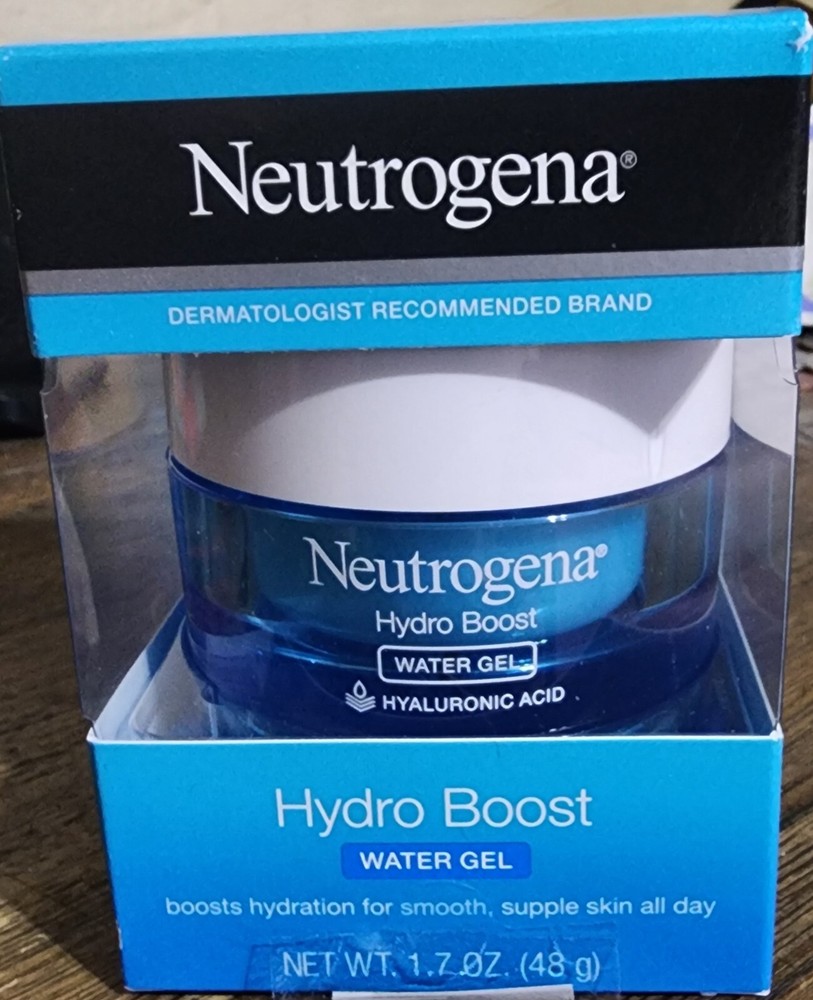 Neutrogena®
DERMATOLOGIST RECOMMENDED BRAND
Neutrogena®
Hydro Boost
WATER GEL
HYALURONIC ACID
Hydro Boost
WATER GEL
boosts hydration for smooth, supple skin all day
NET WT. 1.7 OZ. (48 g)